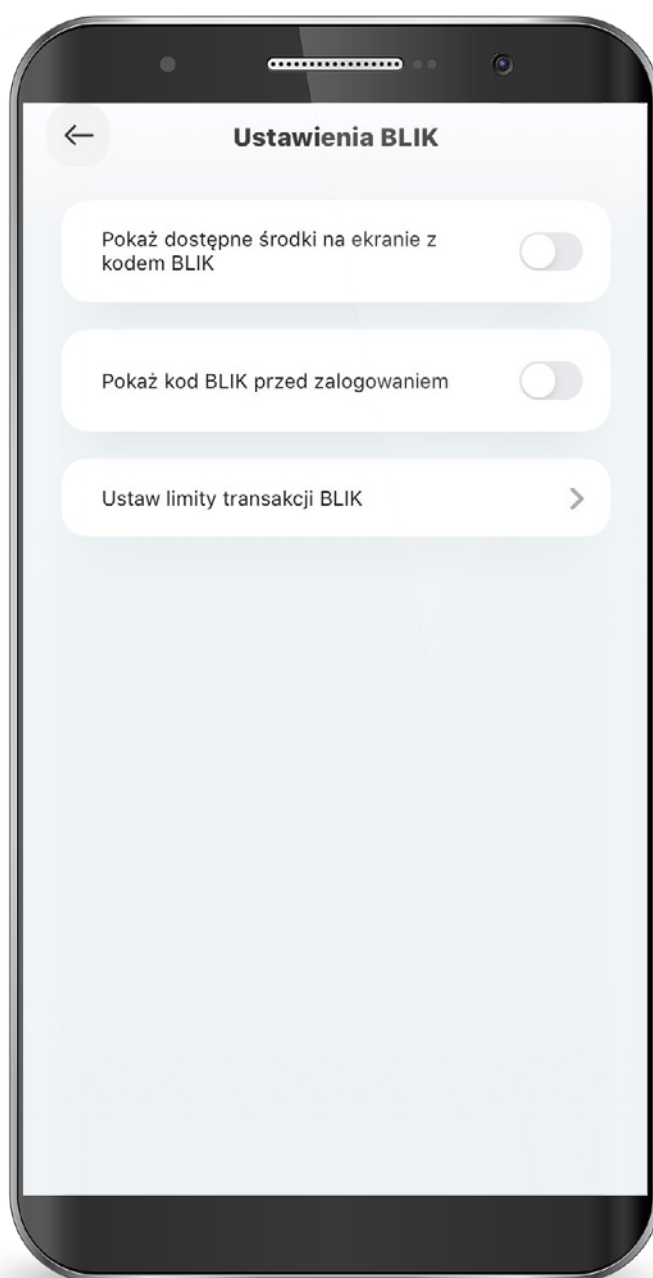 Ustawienia BLIK
Pokaż dostępne środki na ekranie z
kodem BLIK
Pokaż kod BLIK przed zalogowaniem
Ustaw limity transakcji BLIK